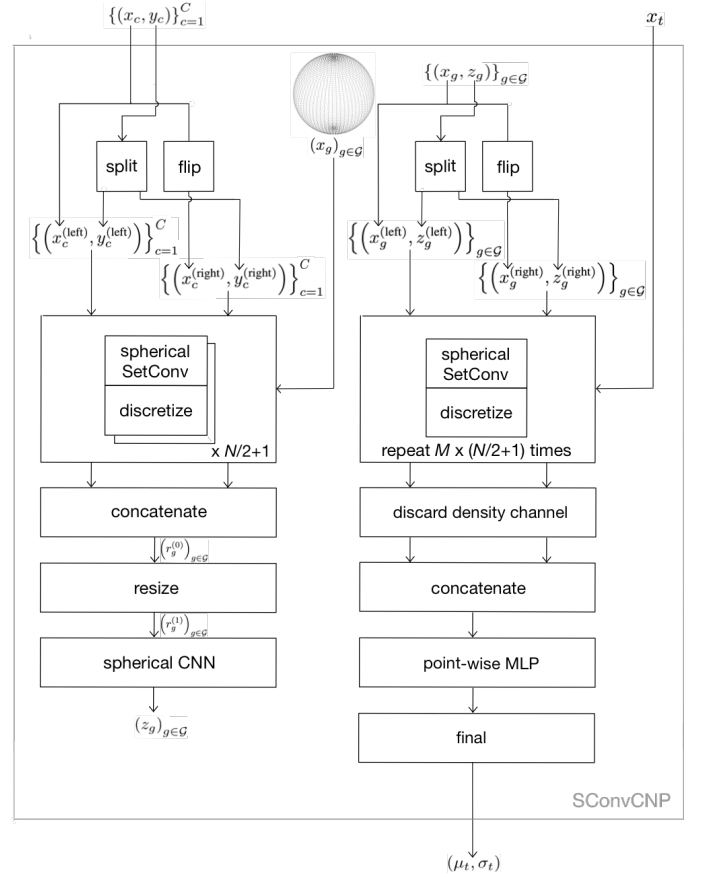 {(x_c, y_c)}_{c=1}^C
x_t
{(x_g, z_g)}_{g∈𝒢}
(x_g)_{g∈𝒢}
split
flip
split
flip
{(x_c^{(left)}, y_c^{(left)})}_{c=1}^C
{(x_g^{(left)}, z_g^{(left)})}_{g∈𝒢}
{(x_c^{(right)}, y_c^{(right)})}_{c=1}^C
{(x_g^{(right)}, z_g^{(right)})}_{g∈𝒢}
spherical
SetConv
discretize
x N/2+1
spherical
SetConv
discretize
repeat M x (N/2+1) times
concatenate
discard density channel
(r_g^{(0)})_{g∈𝒢}
resize
concatenate
(r_g^{(1)})_{g∈𝒢}
spherical CNN
point-wise MLP
(z_g)_{g∈𝒢}
final
SConvCNP
(μ_t, σ_t)